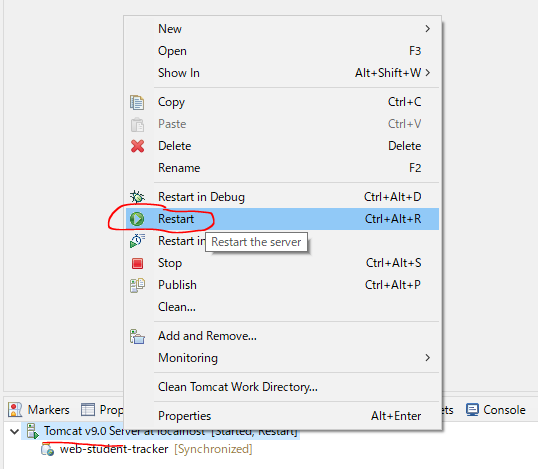 New
Open F3
Show In Alt+Shift+W
Copy Ctrl+C
Paste Ctrl+V
Delete Delete
Rename F2
Restart in Debug Ctrl+Alt+D
Restart Ctrl+Alt+R
Restart in
Restart the server
Stop Ctrl+Alt+S
Publish Ctrl+Alt+P
Clean...
Add and Remove...
Monitoring
Clean Tomcat Work Directory...
Properties Alt+Enter
Markers Prop ets Console
Tomcat v9.0 Server at localhost [Started, Restart]
web-student-tracker [Synchronized]